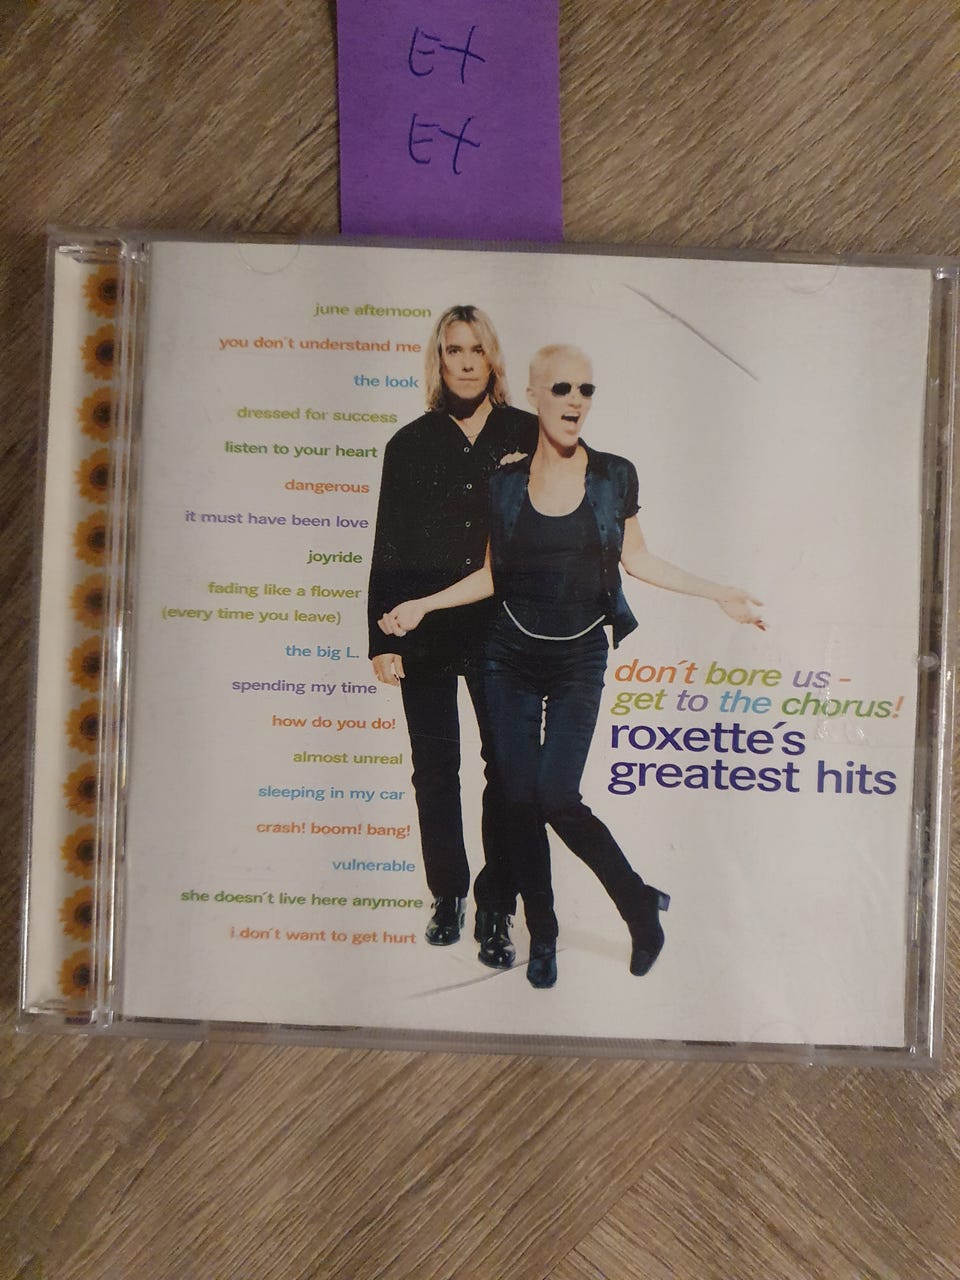 EX
EX
june afternoon
you don´t understand me
the look
dressed for success
listen to your heart
dangerous
it must have been love
joyride
fading like a flower
(every time you leave)
the big L.
spending my time
how do you do!
almost unreal
sleeping in my car
crash! boom! bang!
vulnerable
she doesn´t live here anymore
i don´t want to get hurt
don´t bore us -
get to the chorus!
roxette´s
greatest hits